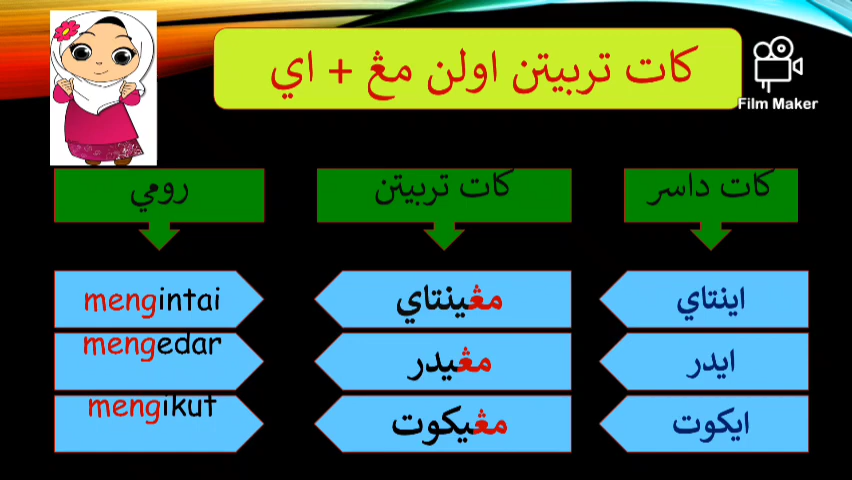 كات تربيتن اولن مڠ + اي
Film Maker
كات داسر
كات تربيتن
رومي
اينتاي
مڠينتاي
mengintai
ايدر
مڠيدر
mengedar
ايكوت
مڠيكوت
mengikut